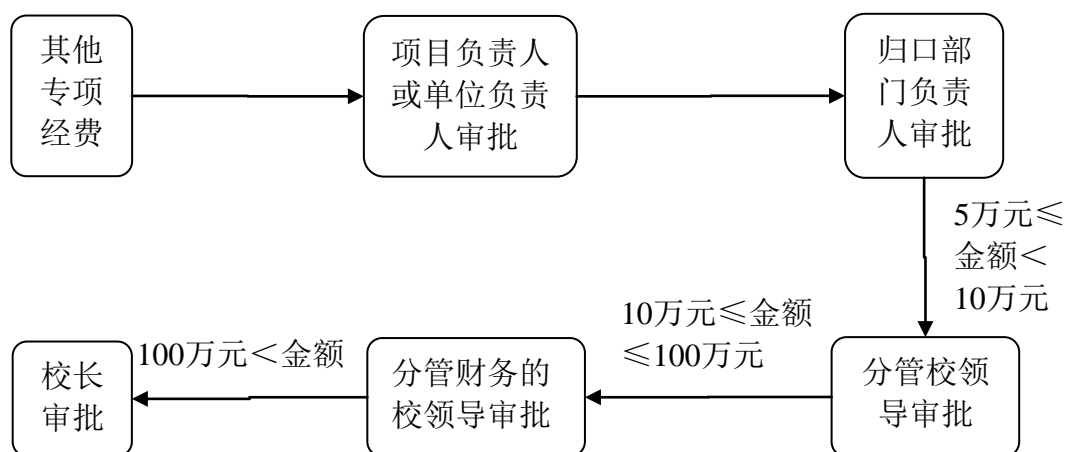 其他
专项
经费
项目负责人
或单位负责
人审批
归口部
门负责
人审批
5万元≤
金额＜
10万元
10万元≤金额
≤100万元
100万元＜金额
校长
审批
分管财务的
校领导审批
分管校领
导审批